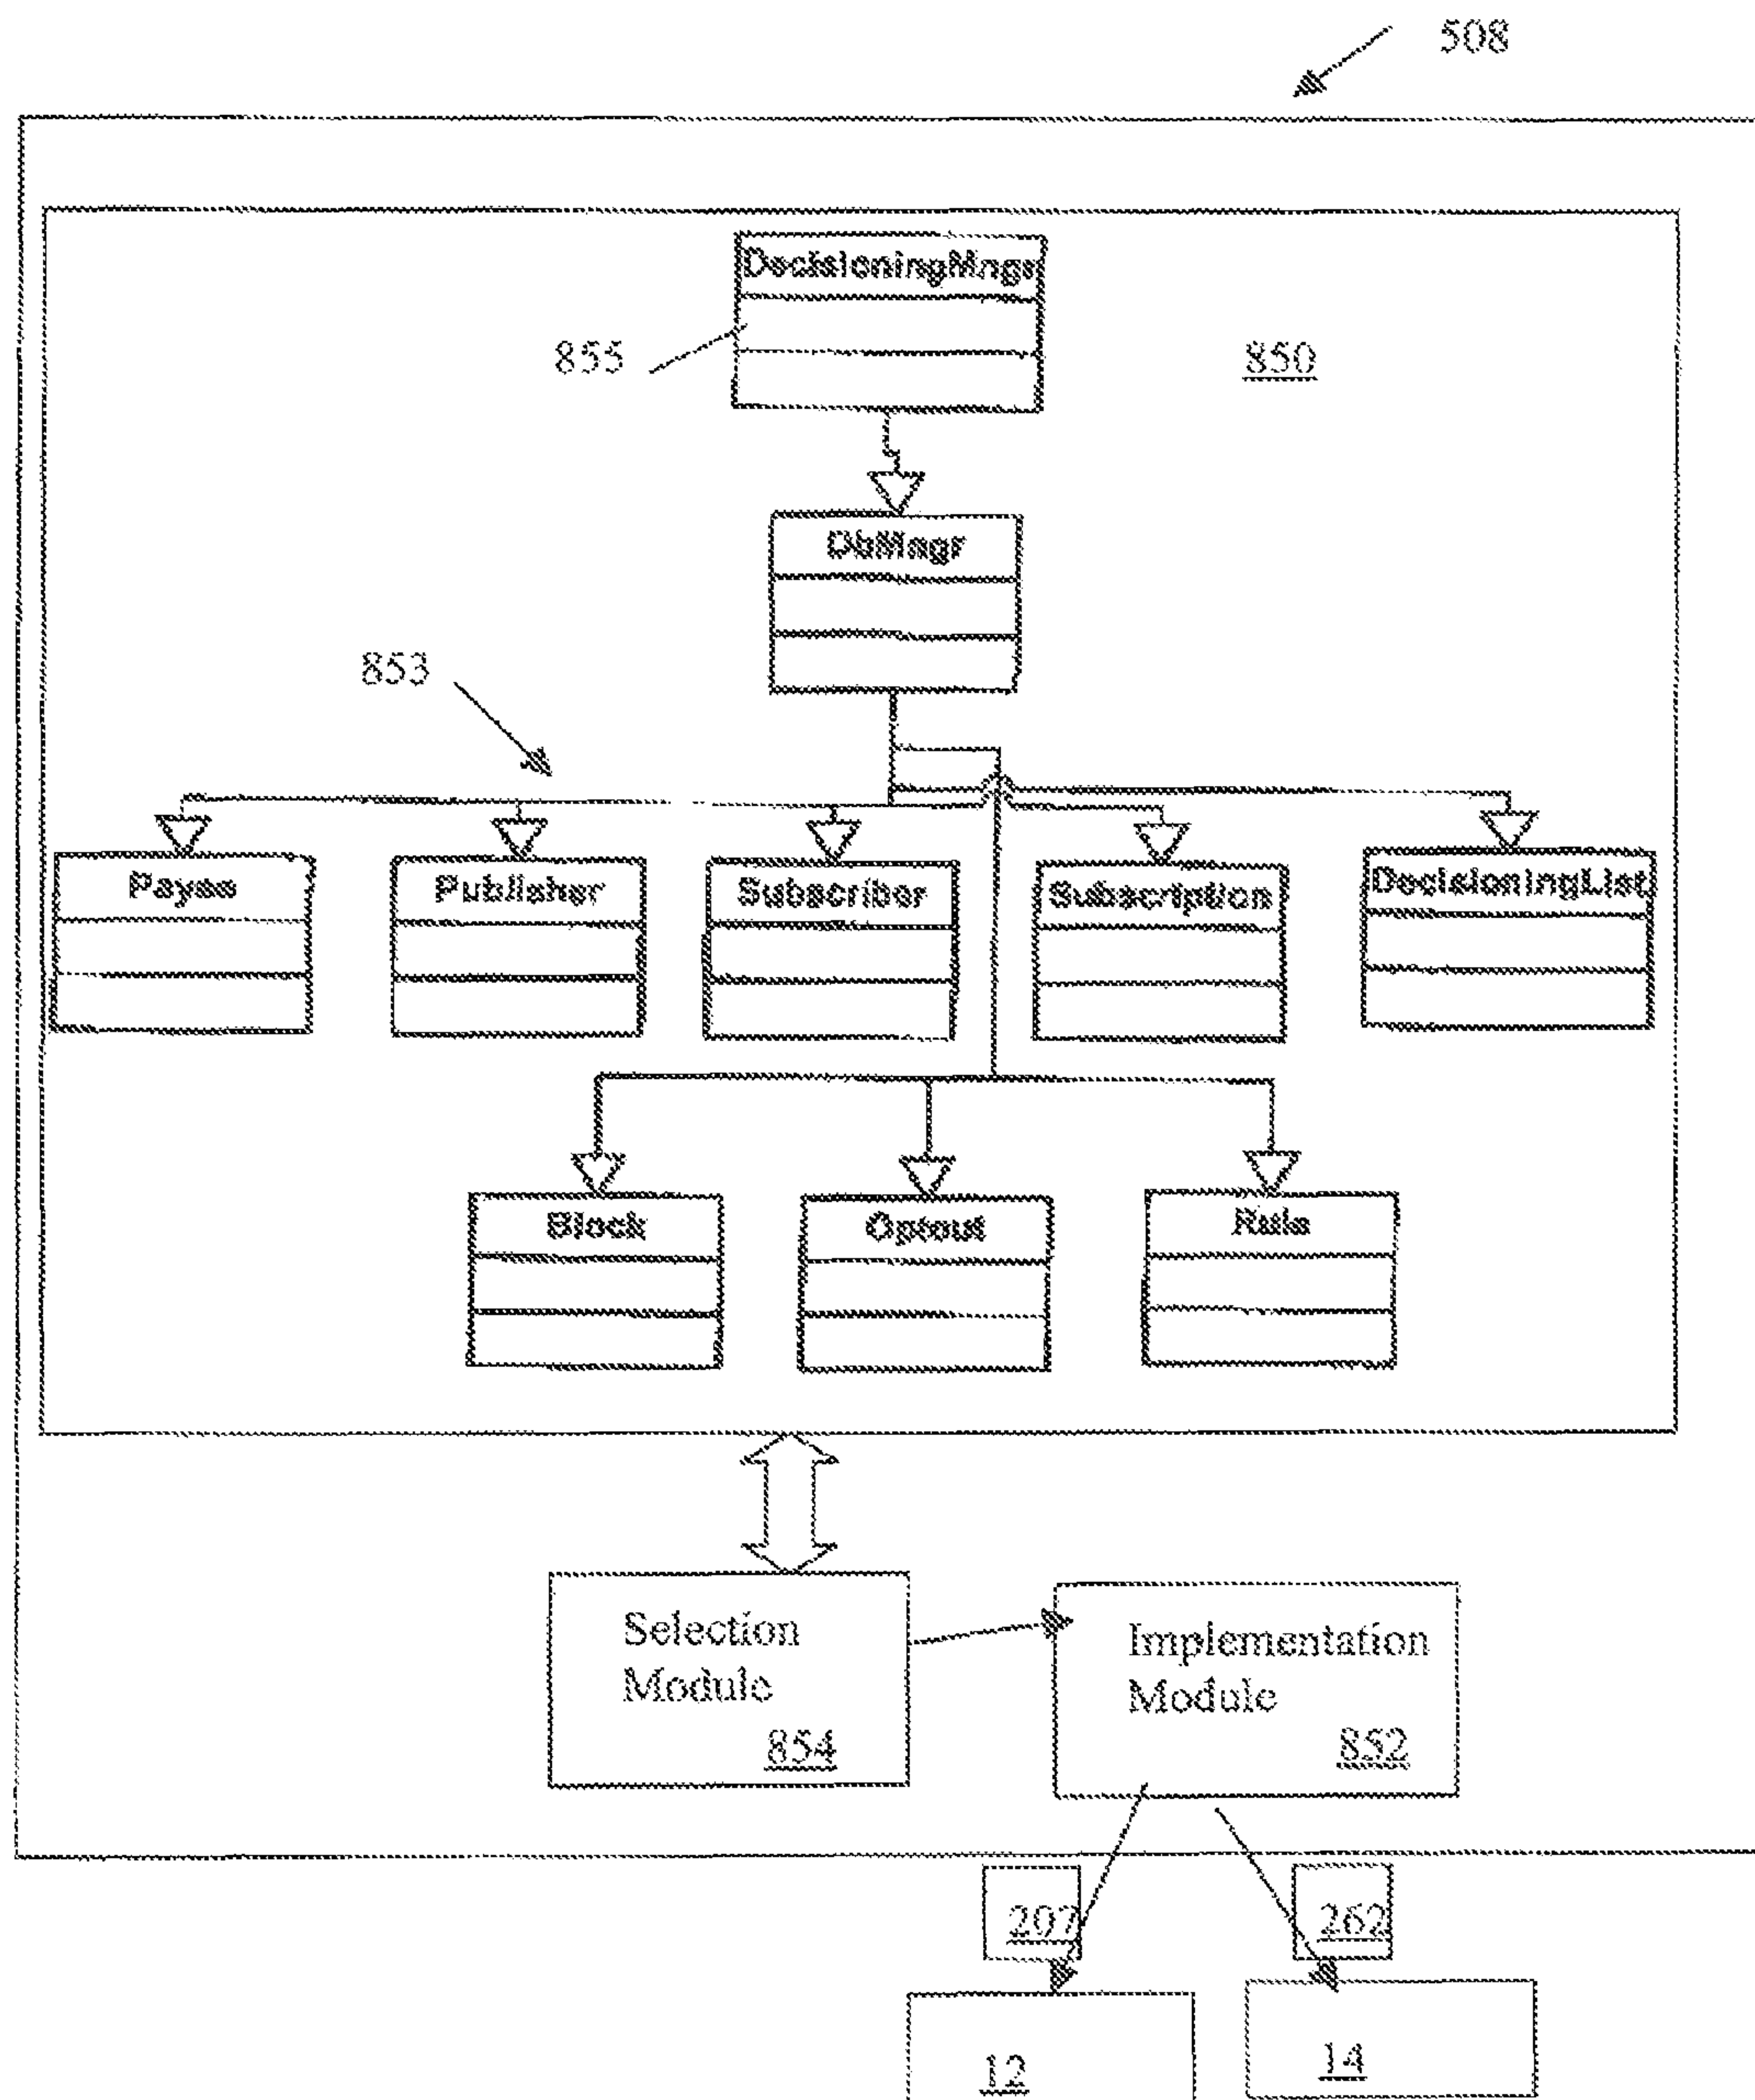 508
DecisioningMngr
855
850
DbMngr
853
Payee
Publisher
Subscriber
Subscription
DecisioningList
Block
Optout
Rule
Selection
Module
854
Implementation
Module
852
207
262
12
14